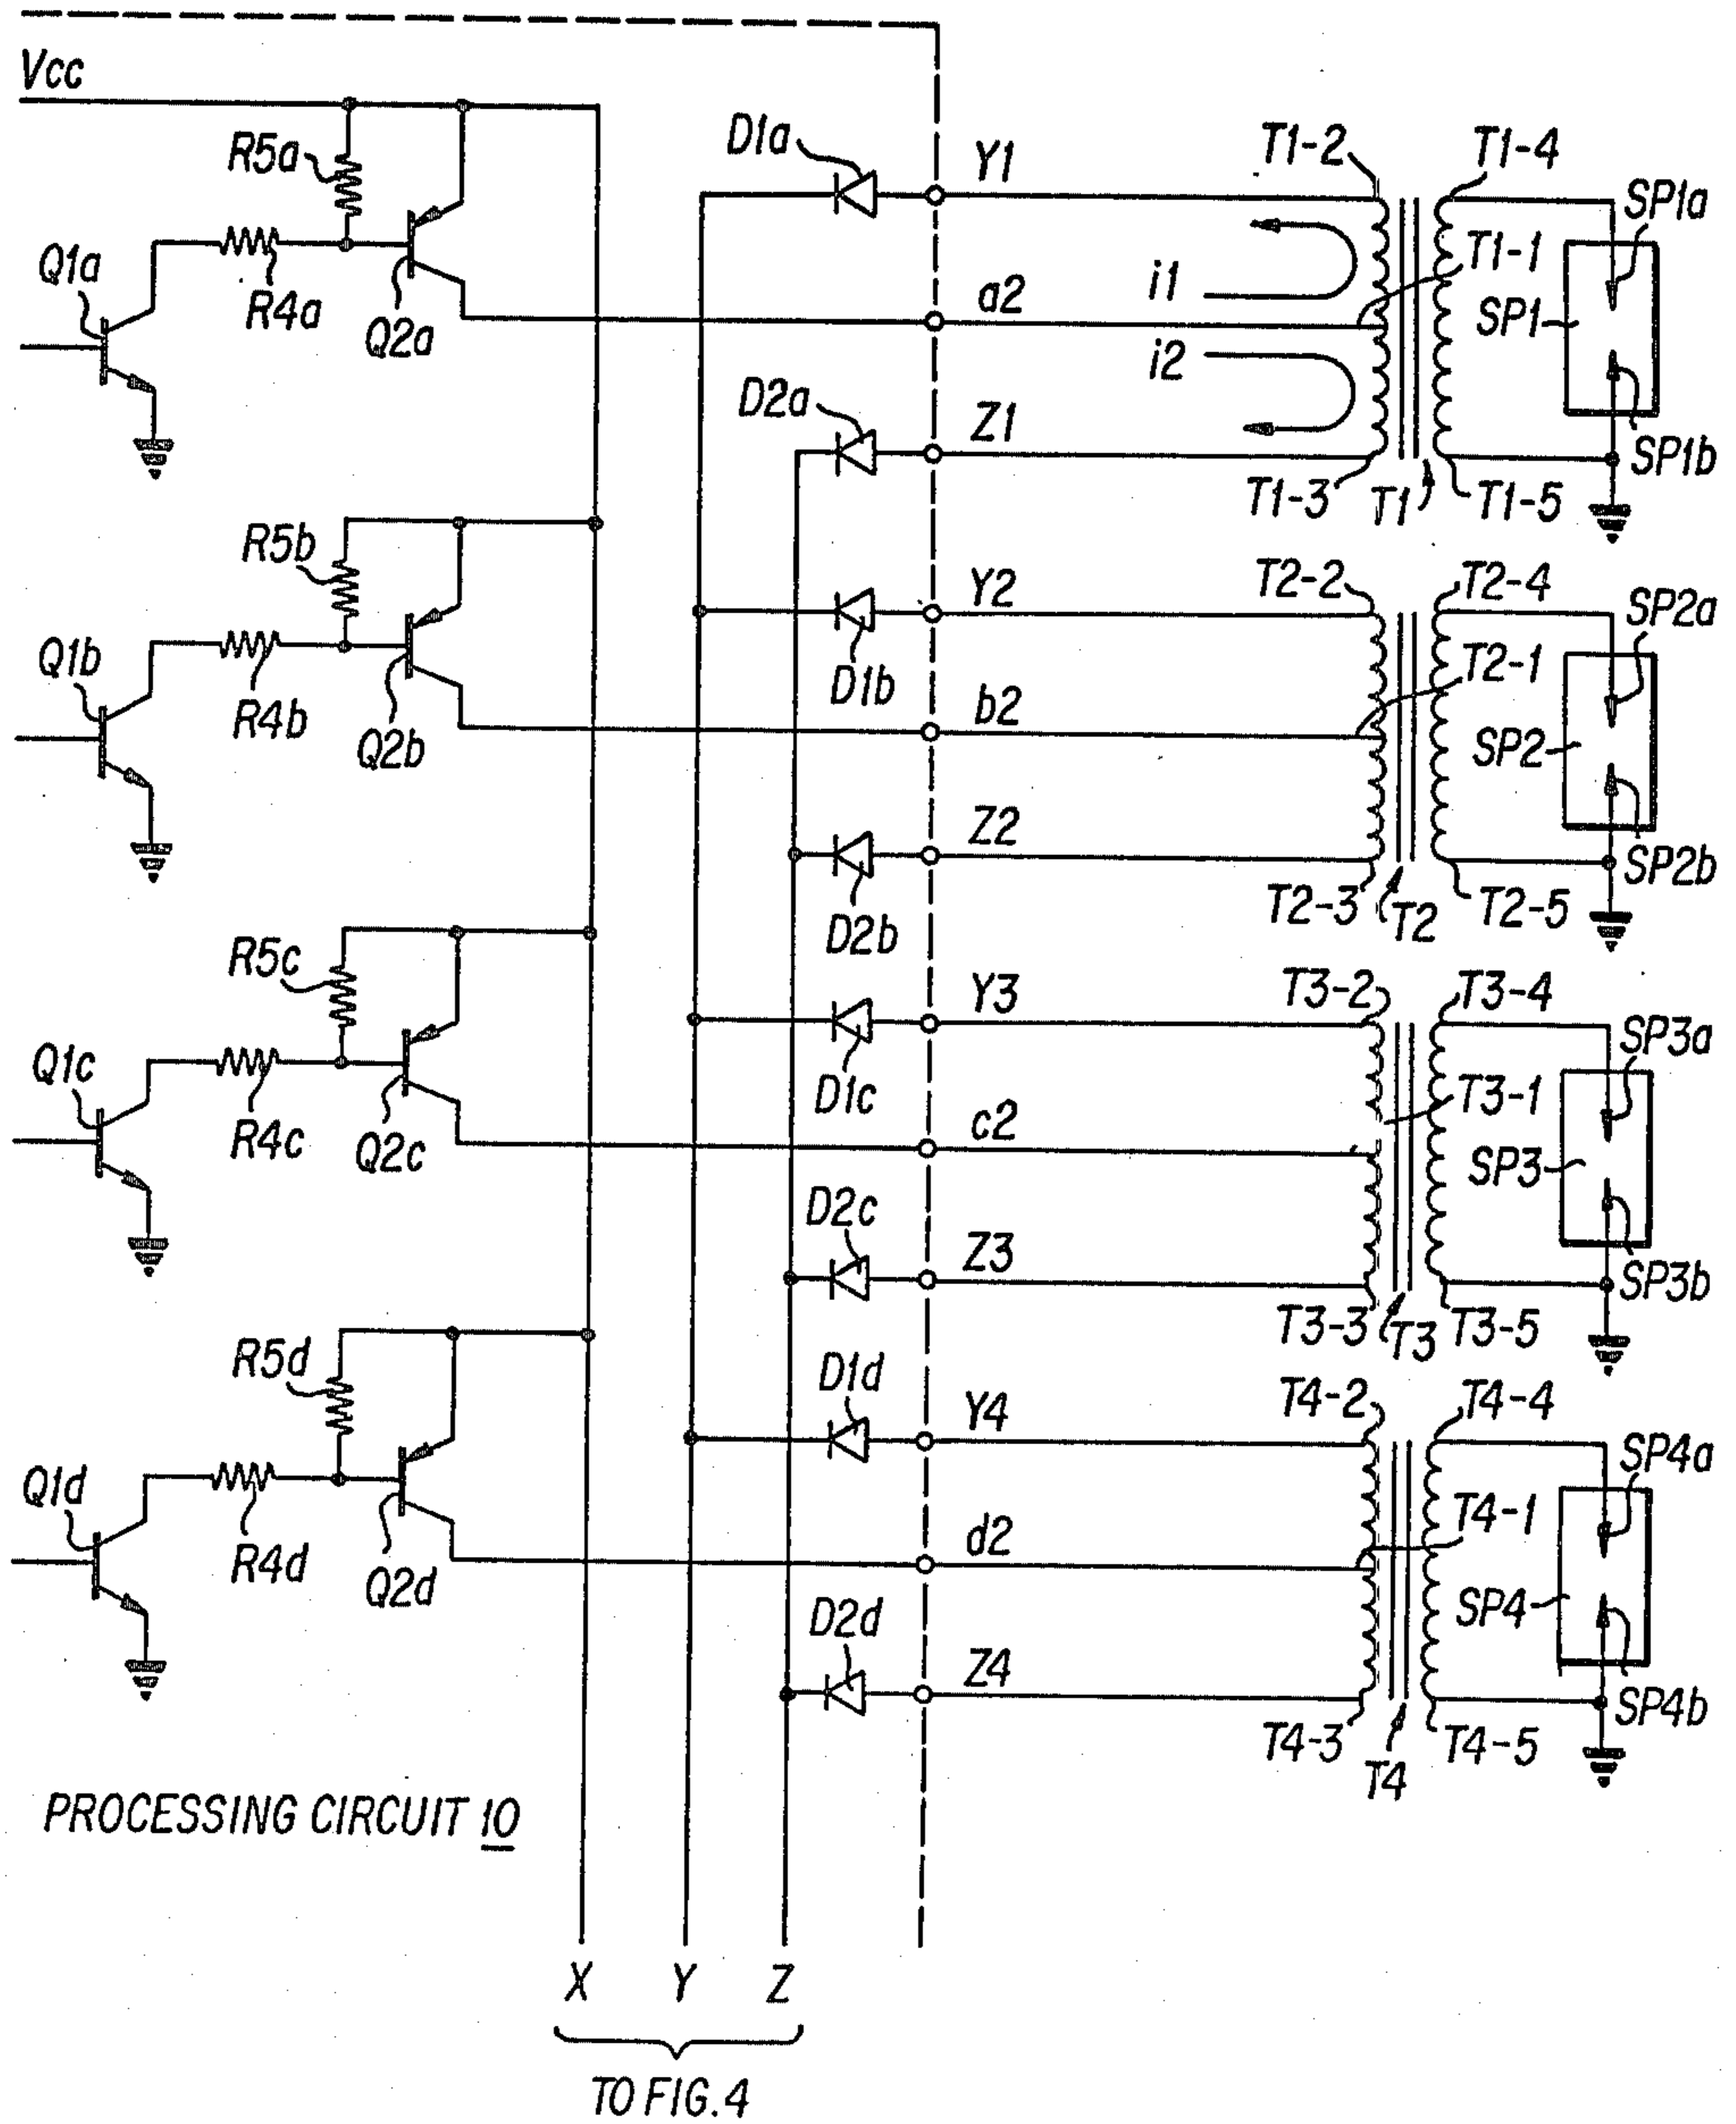 Vcc
R5a
D1a
Y1
T1-2
T1-4
SP1a
Q1a
R4a
Q2a
a2
i1
T1-1
SP1
i2
D2a
Z1
T1-3
T1
T1-5
SP1b
R5b
Y2
T2-2
T2-4
SP2a
Q1b
R4b
Q2b
D1b
b2
T2-1
SP2
Z2
D2b
T2-3
T2
T2-5
SP2b
R5c
Y3
T3-2
T3-4
SP3a
Q1c
R4c
Q2c
D1c
c2
T3-1
SP3
D2c
Z3
T3-3
T3
T3-5
SP3b
R5d
D1d
Y4
T4-2
T4-4
SP4a
Q1d
R4d
Q2d
d2
T4-1
SP4
D2d
Z4
T4-3
T4
T4-5
SP4b
PROCESSING CIRCUIT 10
X Y Z
TO FIG. 4